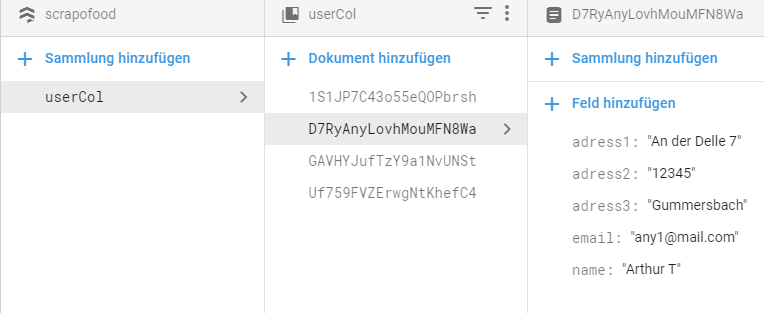 scrapofood
userCol
D7RyAnyLovhMouMFN8Wa
Sammlung hinzufügen
Dokument hinzufügen
Sammlung hinzufügen
userCol
1S1JP7C43o55eQOPbrsh
D7RyAnyLovhMouMFN8Wa
GAVHYJufTzY9a1NvUNSt
Uf759FVZErwgNtKhefC4
Feld hinzufügen
adress1: "An der Delle 7"
adress2: "12345"
adress3: "Gummersbach"
email: "any1@mail.com"
name: "Arthur T"